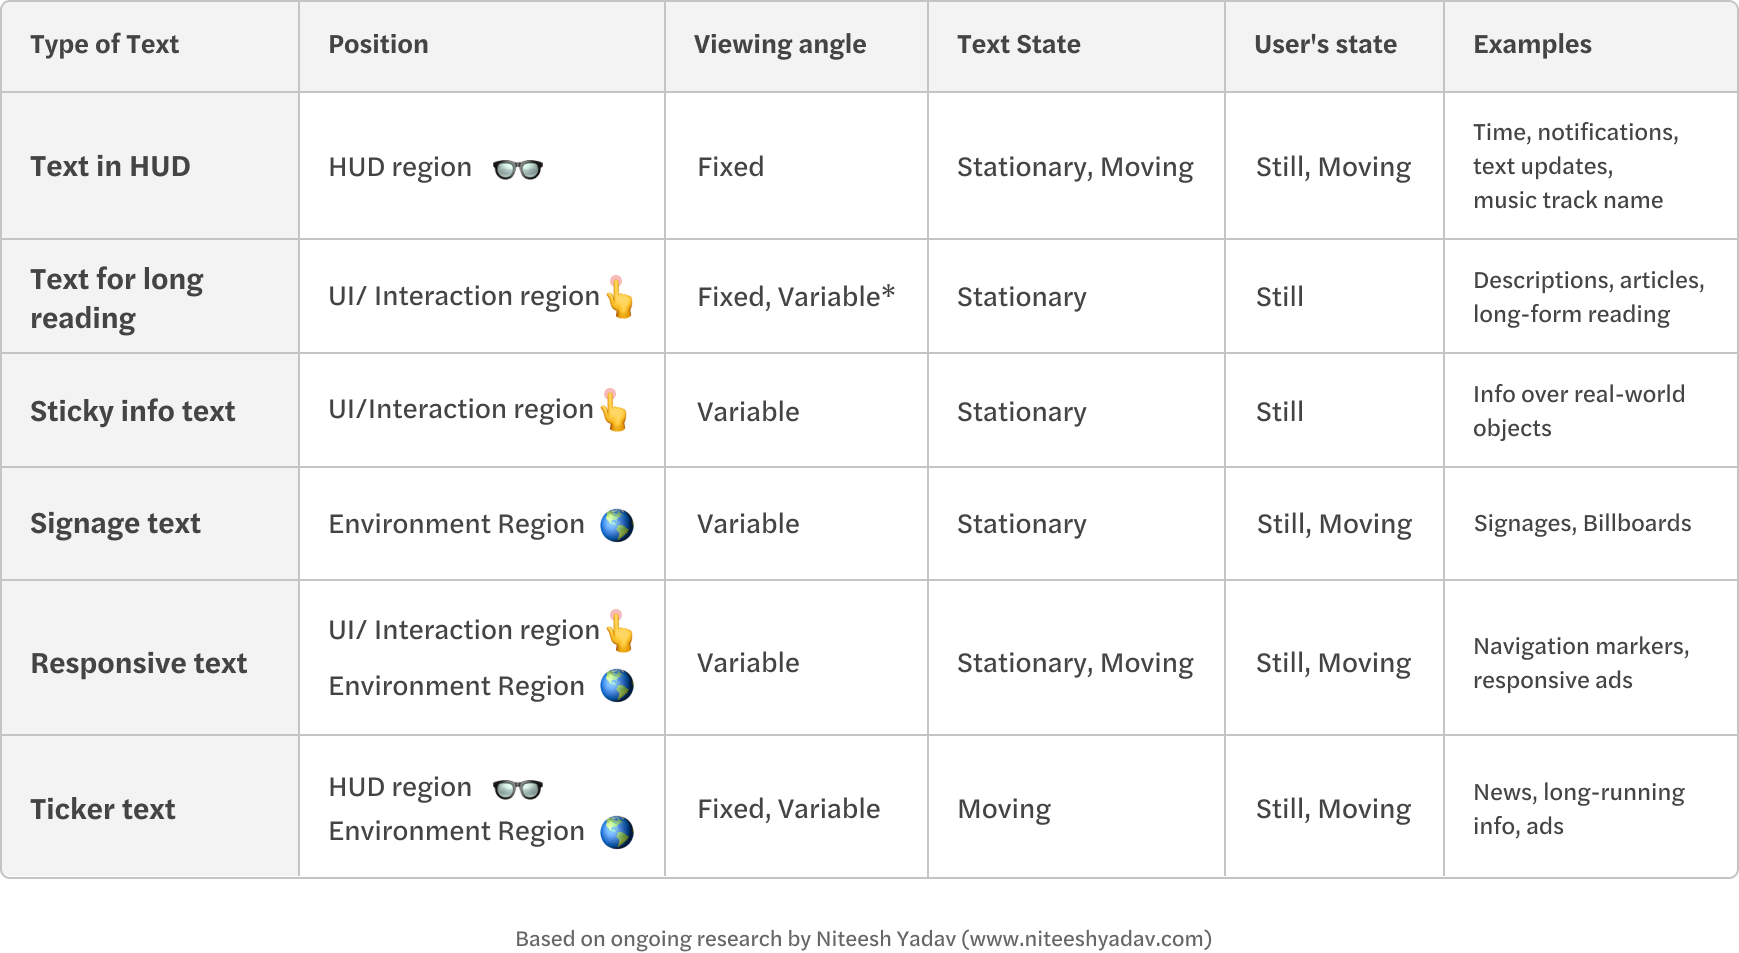 Type of Text Position Viewing angle Text State User's state Examples
Text in HUD HUD region Fixed Stationary, Moving Still, Moving Time, notifications,
text updates,
music track name
Text for long
reading UI/ Interaction region Fixed, Variable* Stationary Still Descriptions, articles,
long-form reading
Sticky info text UI/Interaction region Variable Stationary Still Info over real-world
objects
Signage text Environment Region Variable Stationary Still, Moving Signages, Billboards
Responsive text UI/ Interaction region
Environment Region Variable Stationary, Moving Still, Moving Navigation markers,
responsive ads
Ticker text HUD region
Environment Region Fixed, Variable Moving Still, Moving News, long-running
info, ads
Based on ongoing research by Niteesh Yadav (www.niteeshyadav.com)